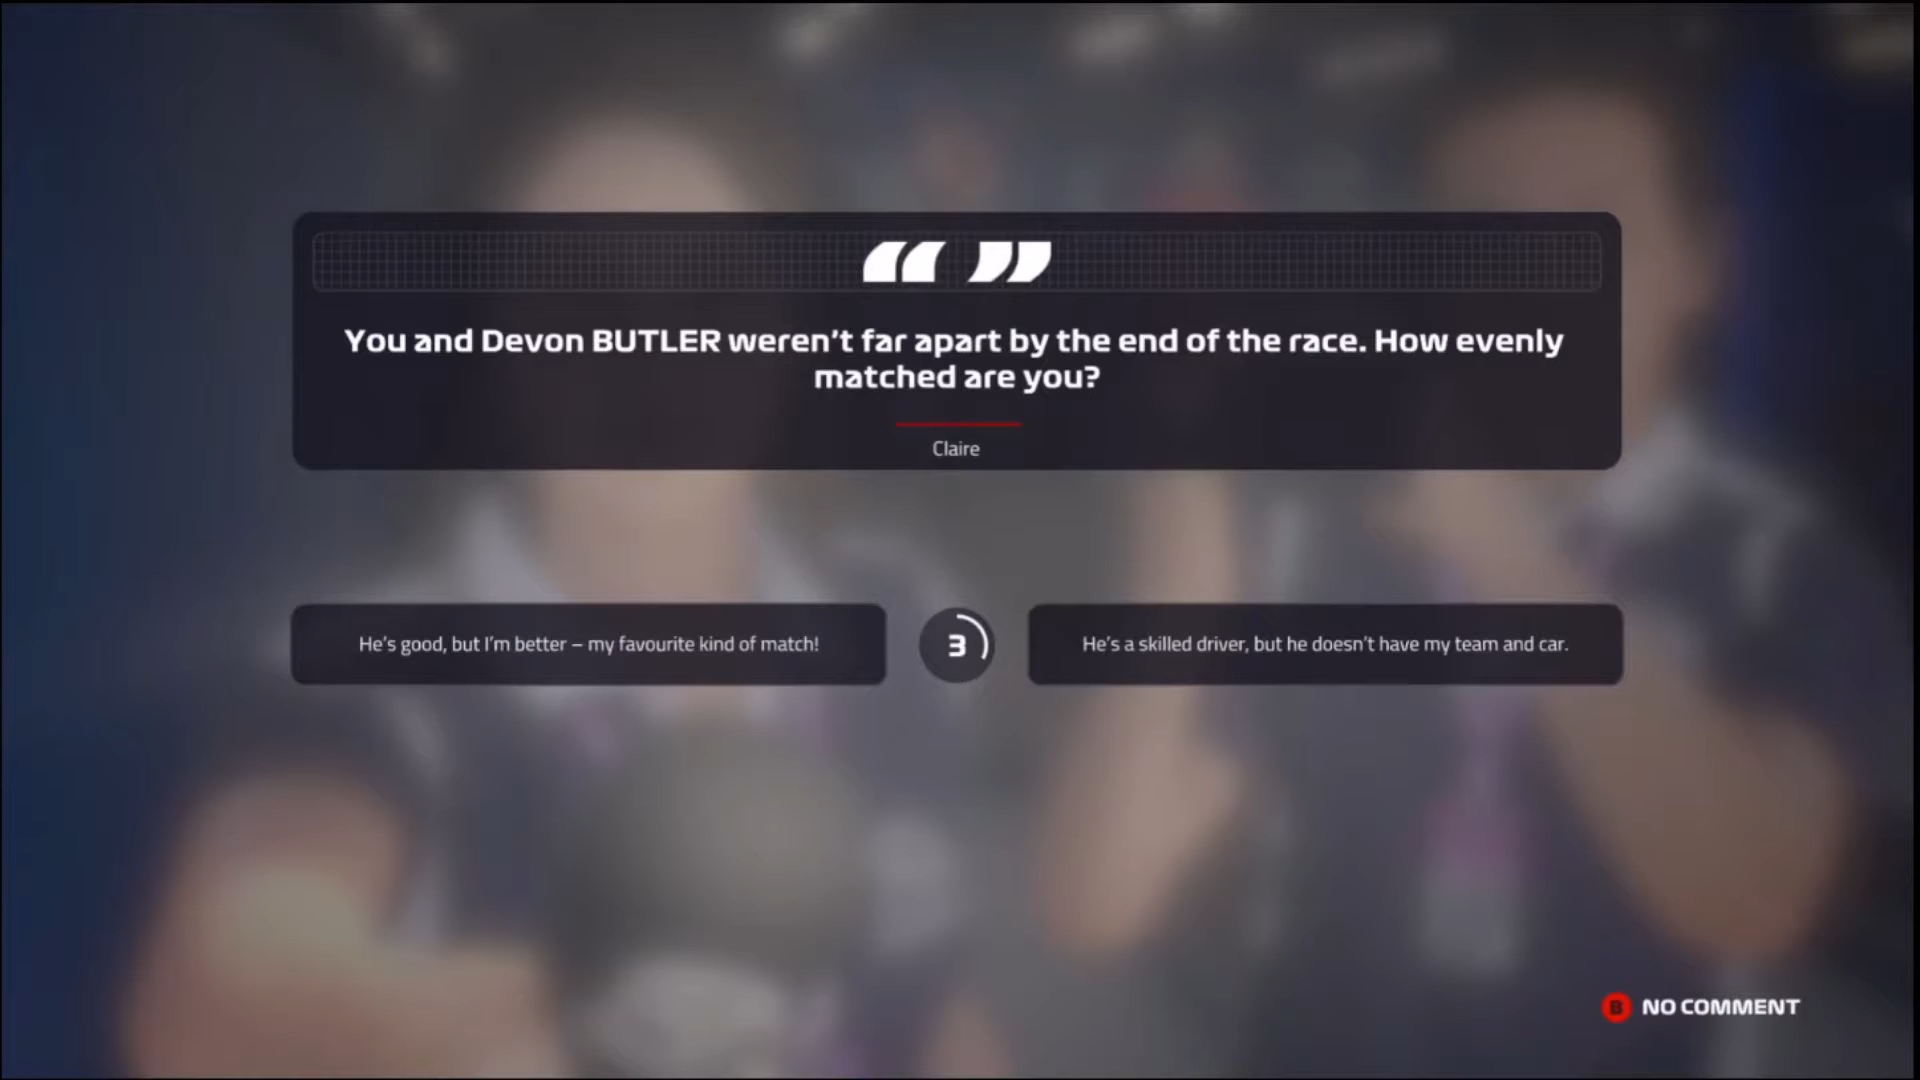 “ ”
You and Devon BUTLER weren't far apart by the end of the race. How evenly
matched are you?
Claire
He's good, but I'm better – my favourite kind of match!
3
He's a skilled driver, but he doesn't have my team and car.
B NO COMMENT